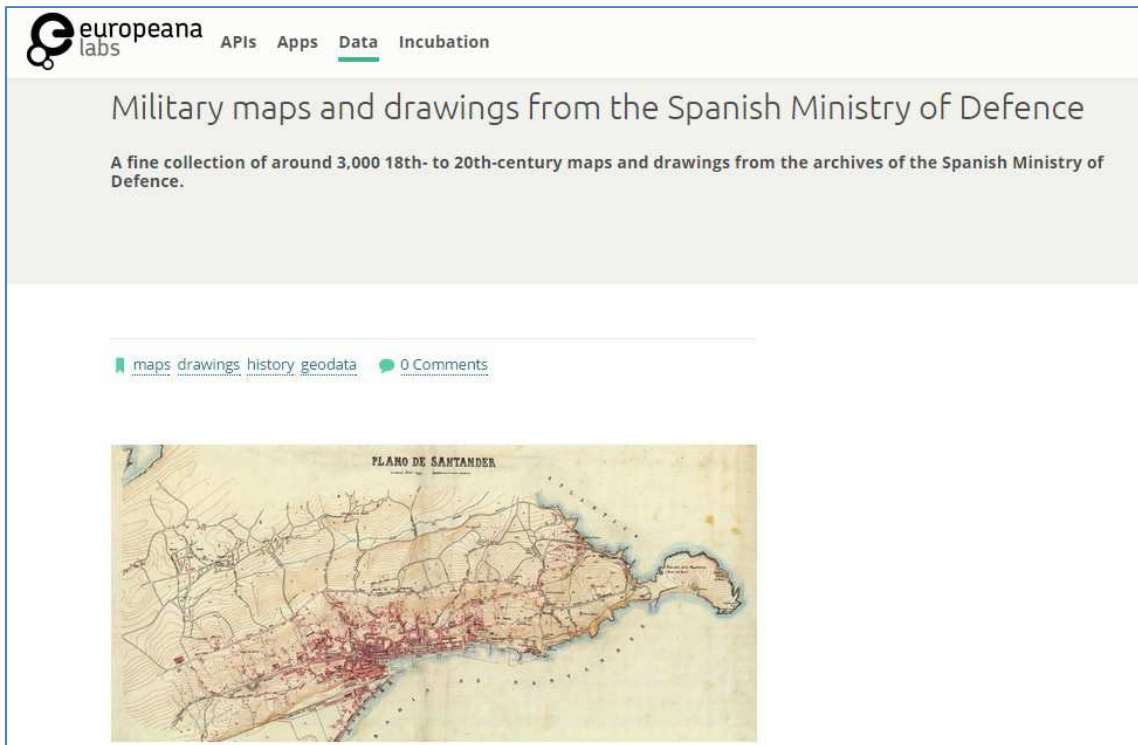 europeana
labs
APIs Apps Data Incubation
Military maps and drawings from the Spanish Ministry of Defence
A fine collection of around 3,000 18th- to 20th-century maps and drawings from the archives of the Spanish Ministry of
Defence.
maps drawings history geodata 0 Comments
PLANO DE SANTANDER